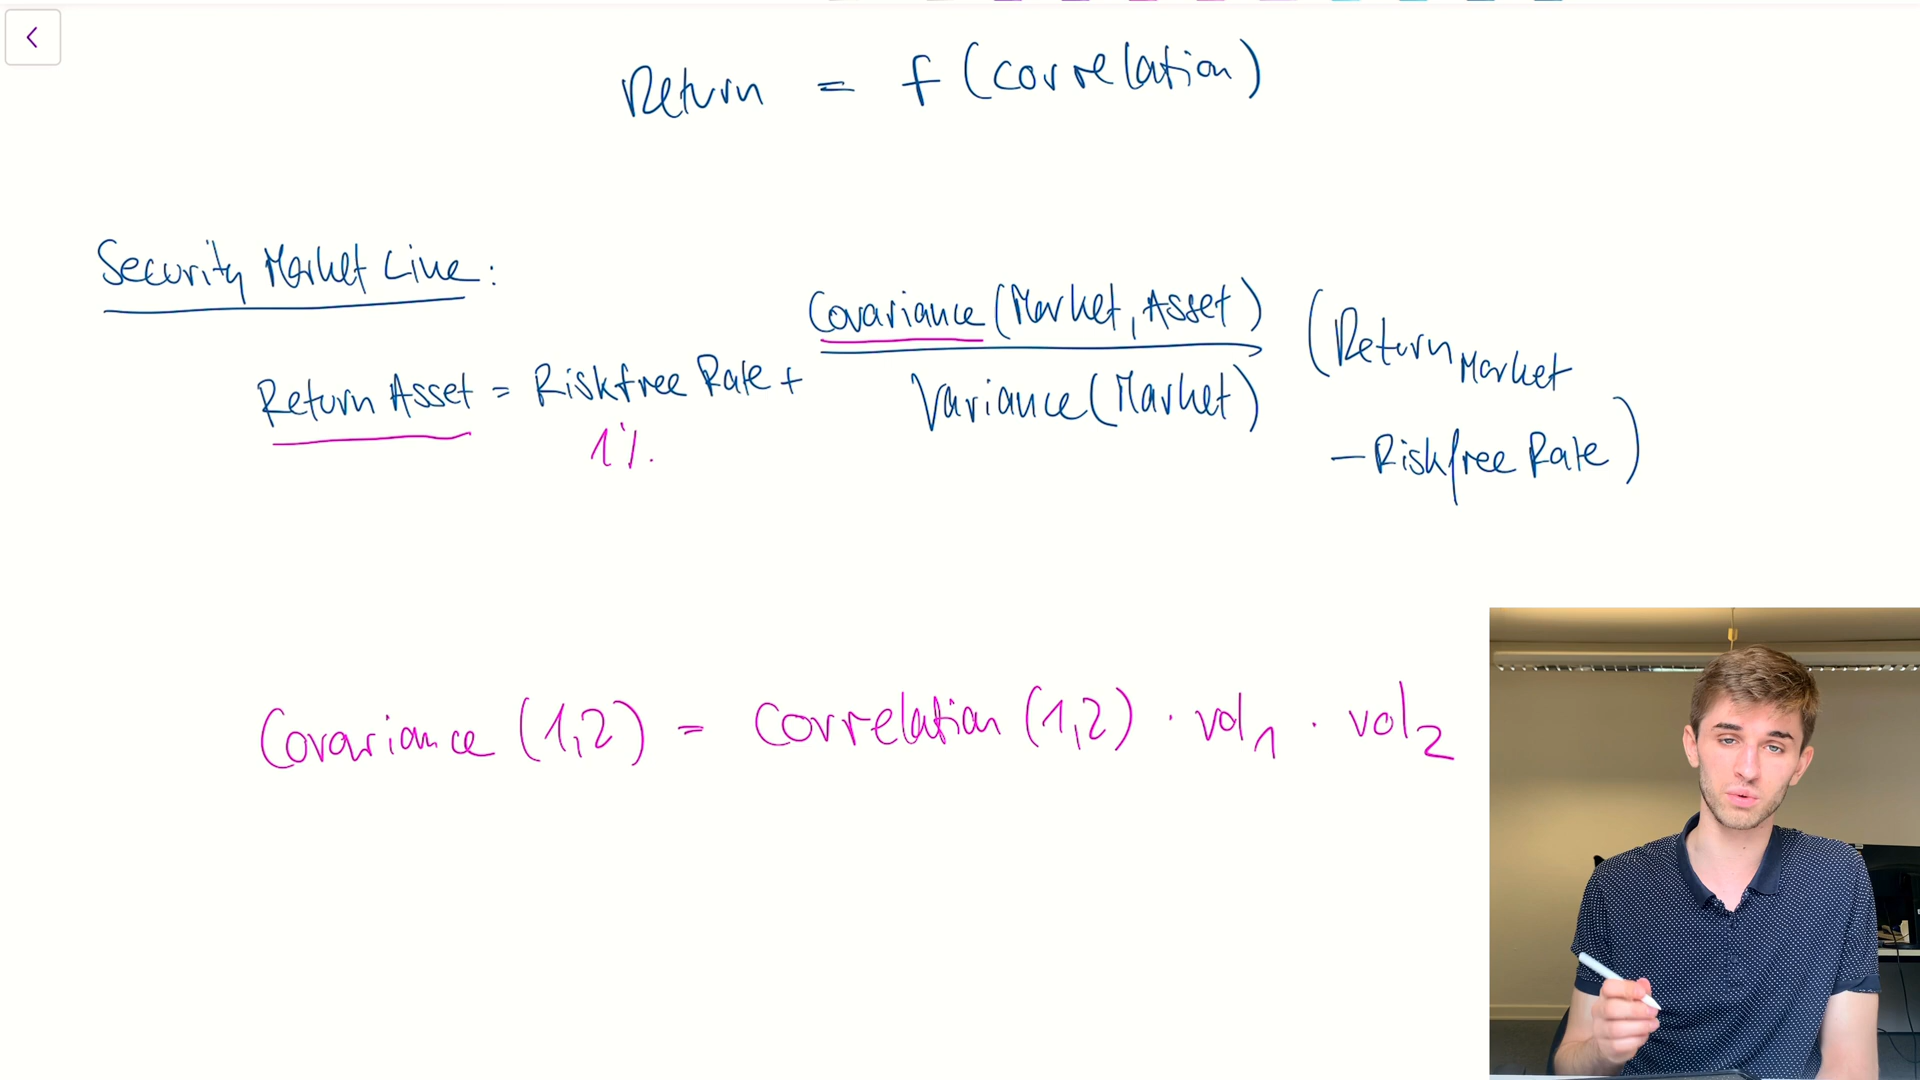 Return = f (correlation)
Security Market Line:
Return Asset = Riskfree Rate + Covariance (Market, Asset) / Variance (Market) (Return Market - Riskfree Rate)
1%
Covariance (1,2) = correlation (1,2) · vol1 · vol2